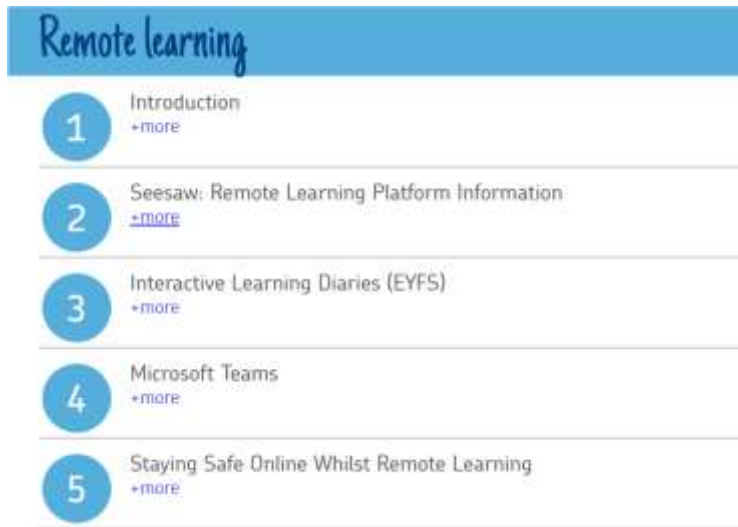 Remote learning
1
Introduction
+more
2
Seesaw: Remote Learning Platform Information
+more
3
Interactive Learning Diaries (EYFS)
+more
4
Microsoft Teams
+more
5
Staying Safe Online Whilst Remote Learning
+more